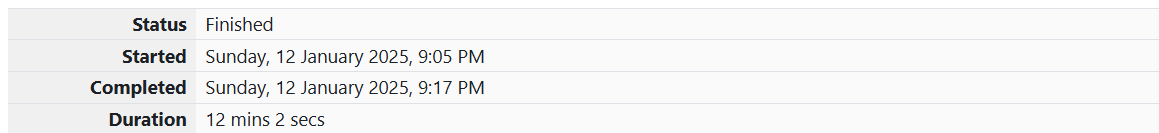 Status Finished
Started Sunday, 12 January 2025, 9:05 PM
Completed Sunday, 12 January 2025, 9:17 PM
Duration 12 mins 2 secs